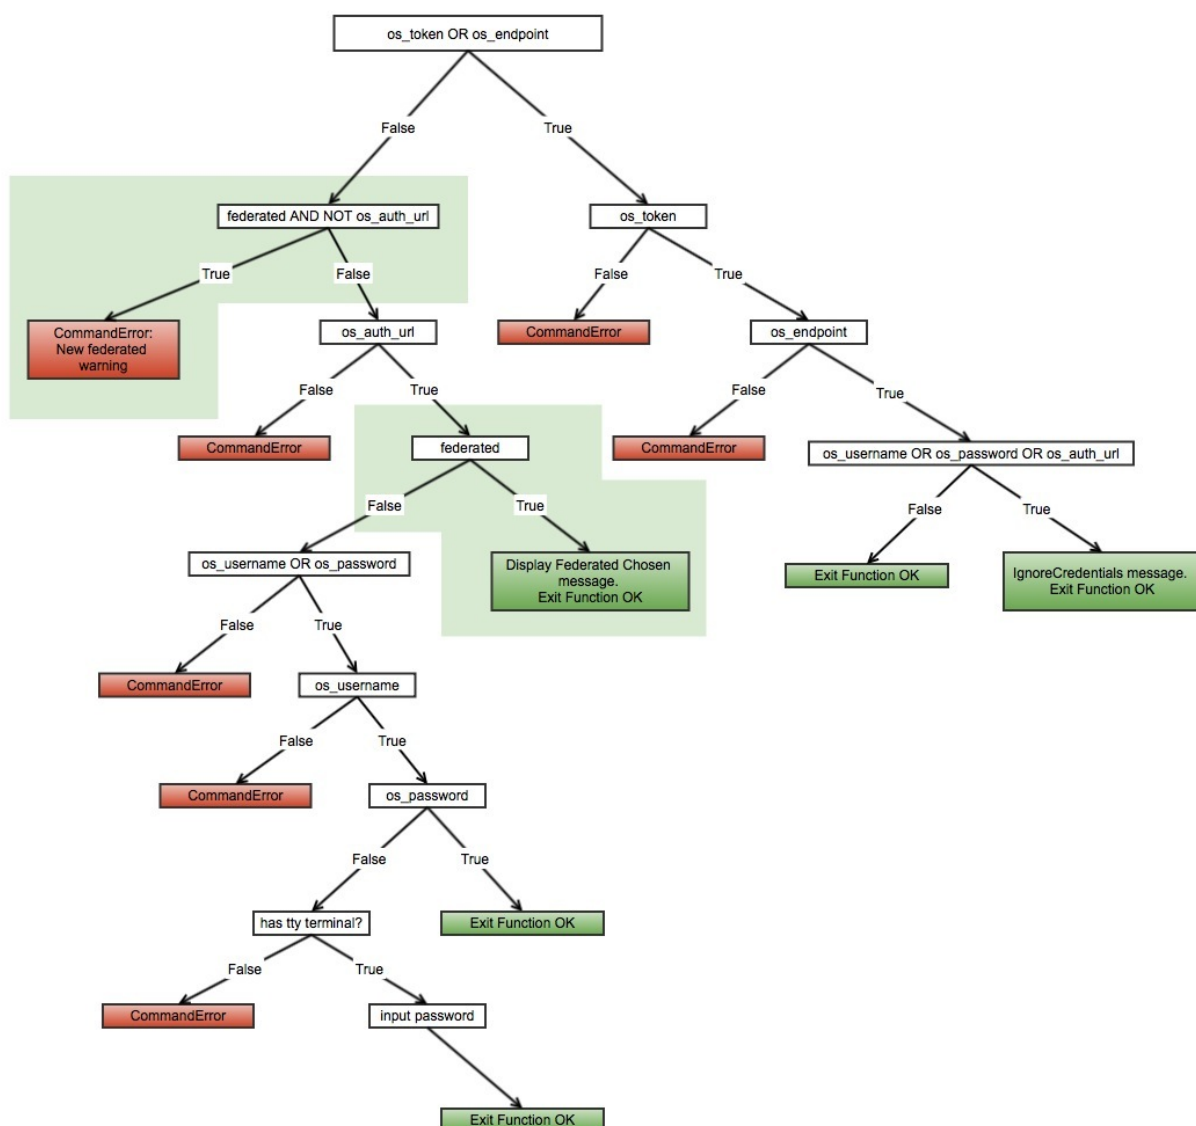 os_token OR os_endpoint
False
True
federated AND NOT os_auth_url
os_token
True
False
False
True
CommandError:
New federated
warning
os_auth_url
CommandError
os_endpoint
False
True
False
True
CommandError
federated
CommandError
os_username OR os_password OR os_auth_url
False
True
False
True
os_username OR os_password
Display Federated Chosen
message.
Exit Function OK
Exit Function OK
IgnoreCredentials message.
Exit Function OK
False
True
CommandError
os_username
False
True
CommandError
os_password
False
True
has tty terminal?
Exit Function OK
False
True
CommandError
input password
Exit Function OK